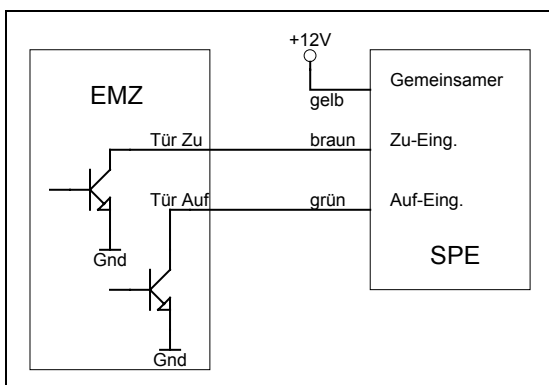 +12V
EMZ
Gemeinsamer
gelb
Tür Zu
braun
Zu-Eing.
Tür Auf
grün
Auf-Eing.
SPE
Gnd
Gnd